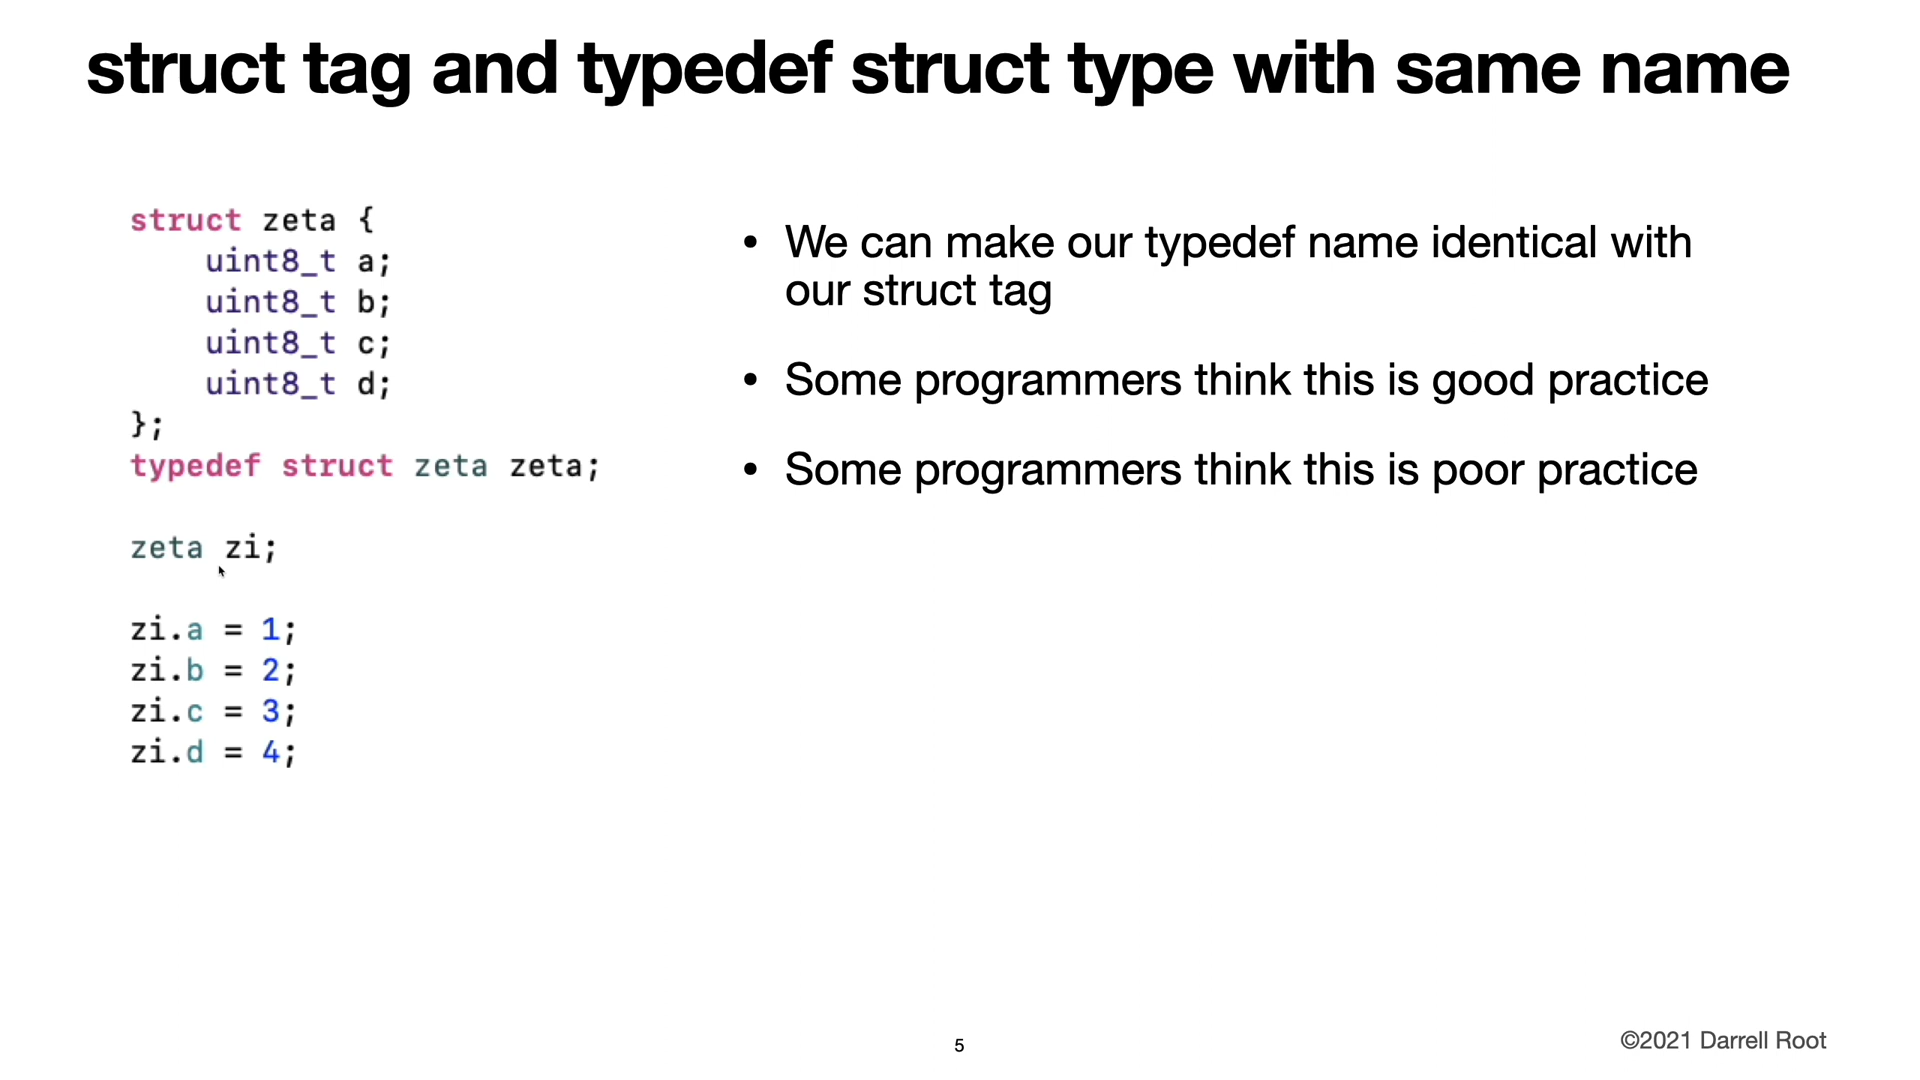 struct tag and typedef struct type with same name
struct zeta {
    uint8_t a;
    uint8_t b;
    uint8_t c;
    uint8_t d;
};
typedef struct zeta zeta;
zeta zi;
zi.a = 1;
zi.b = 2;
zi.c = 3;
zi.d = 4;
• We can make our typedef name identical with
our struct tag
• Some programmers think this is good practice
• Some programmers think this is poor practice
5
©2021 Darrell Root